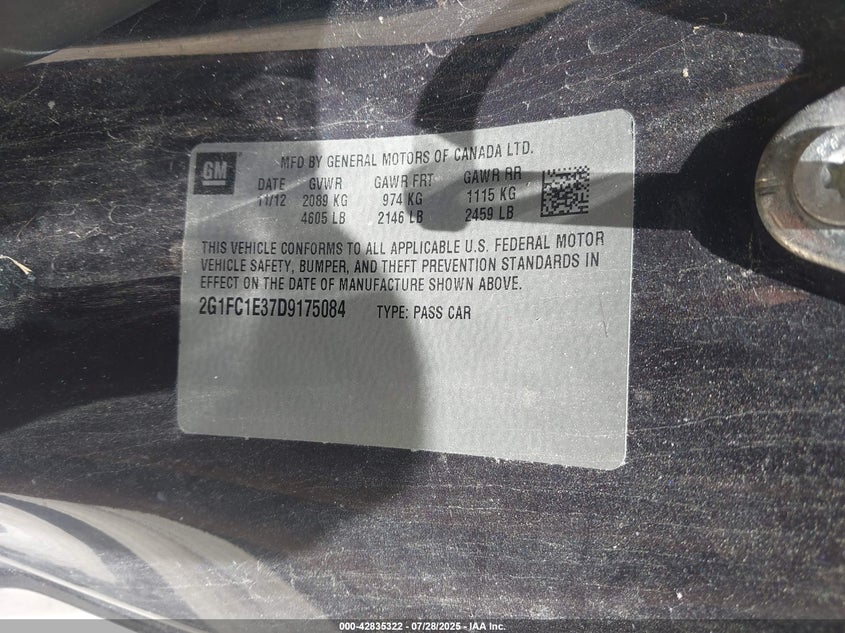 GM
MFD BY GENERAL MOTORS OF CANADA LTD.
DATE GVWR GAWR FRT GAWR RR
11/12 2089 KG 974 KG 1115 KG
4605 LB 2146 LB 2459 LB
THIS VEHICLE CONFORMS TO ALL APPLICABLE U.S. FEDERAL MOTOR
VEHICLE SAFETY, BUMPER, AND THEFT PREVENTION STANDARDS IN
EFFECT ON THE DATE OF MANUFACTURE SHOWN ABOVE.
2G1FC1E37D9175084 TYPE: PASS CAR
000-42835322 | 07/28/2025 - IAA Inc.